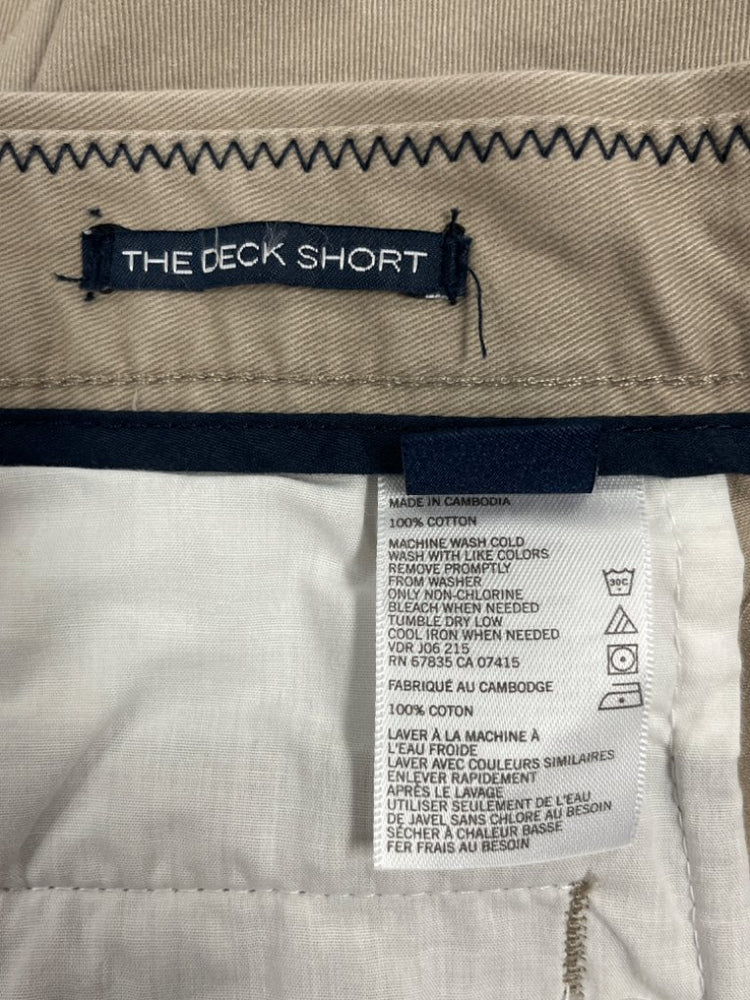 THE DECK SHORT
MADE IN CAMBODIA
100% COTTON
MACHINE WASH COLD
WASH WITH LIKE COLORS
REMOVE PROMPTLY
FROM WASHER
ONLY NON-CHLORINE
BLEACH WHEN NEEDED
TUMBLE DRY LOW
COOL IRON WHEN NEEDED
VDR J06 215
RN 67835 CA 07415
30C
FABRIQUÉ AU CAMBODGE
100% COTON
LAVER À LA MACHINE À
L'EAU FROIDE
LAVER AVEC COULEURS SIMILAIRES
ENLEVER RAPIDEMENT
APRÈS LE LAVAGE
UTILISER SEULEMENT DE L'EAU
DE JAVEL SANS CHLORE AU BESOIN
SÉCHER À CHALEUR BASSE
FER FRAIS AU BESOIN